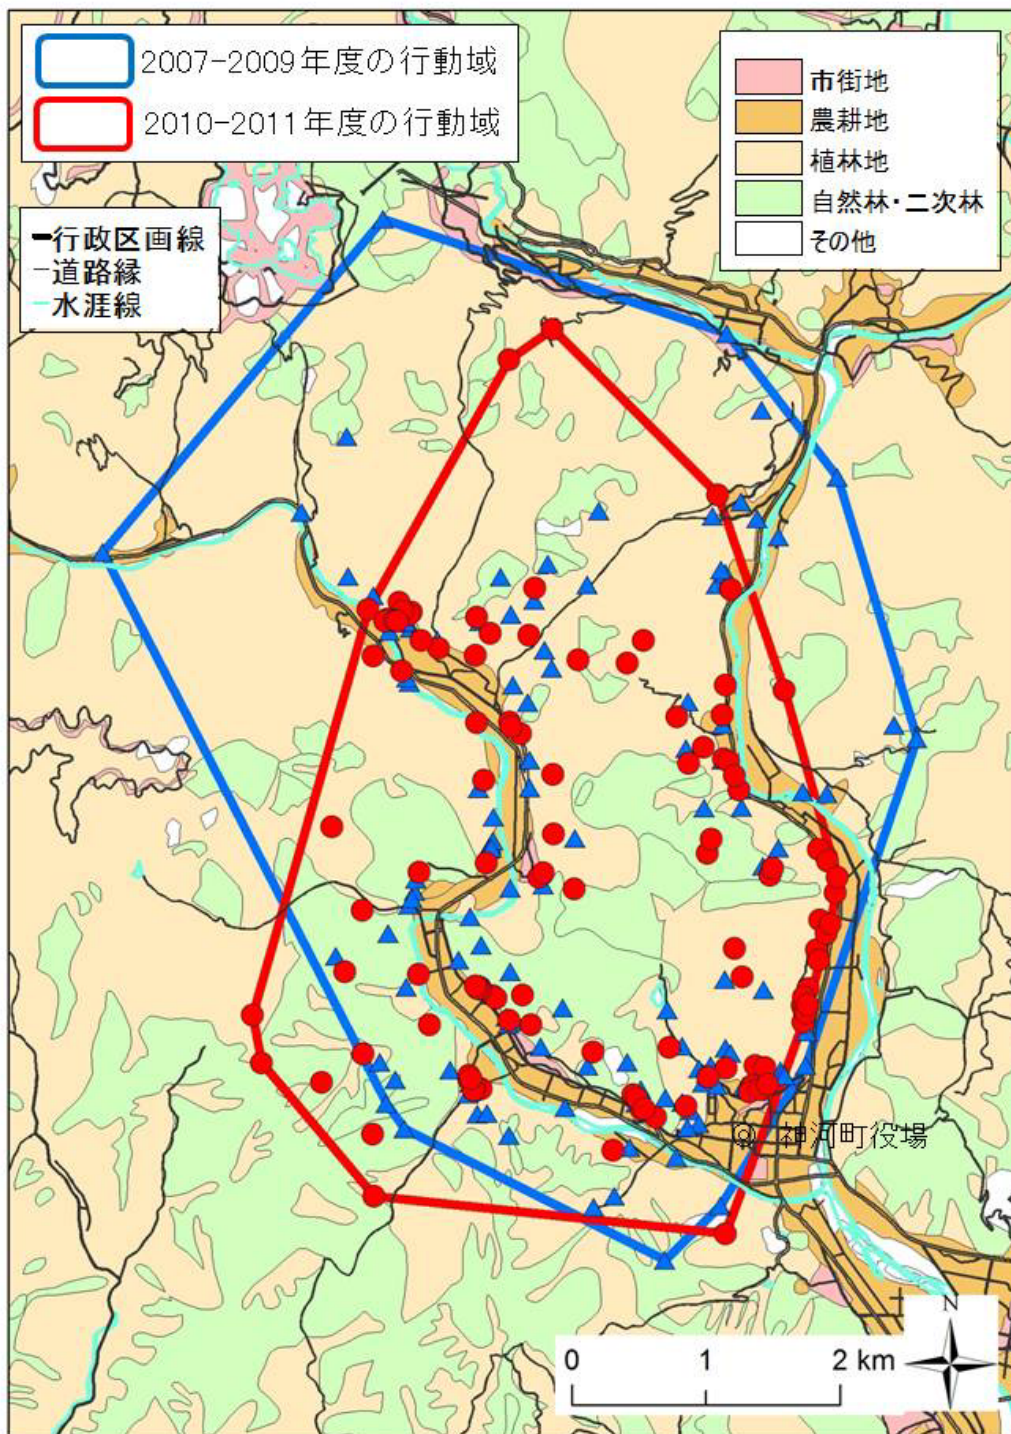 2007-2009年度の行動域
2010-2011年度の行動域
市街地
農耕地
植林地
自然林・二次林
その他
行政区画線
道路縁
水涯線
神河町役場
N
0 1 2 km